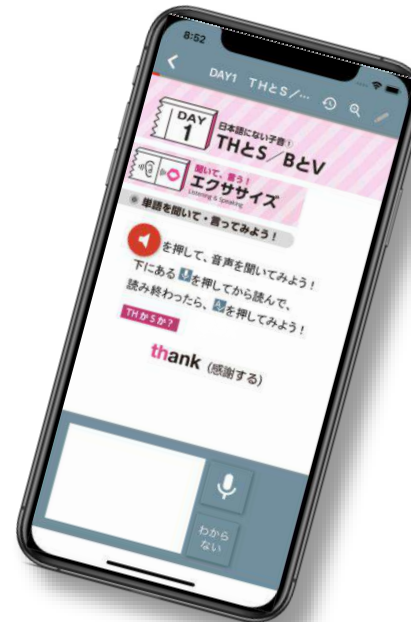 8:52
DAY1 THとS／…
DAY
1
日本語にない子音①
THとS／BとV
聞いて、言う！
エクササイズ
Listening & Speaking
単語を聞いて・言ってみよう！
を押して、音声を聞いてみよう！
下にある を押してから読んで、
読み終わったら、 を押してみよう！
THかSか？
thank（感謝する）
わから
ない